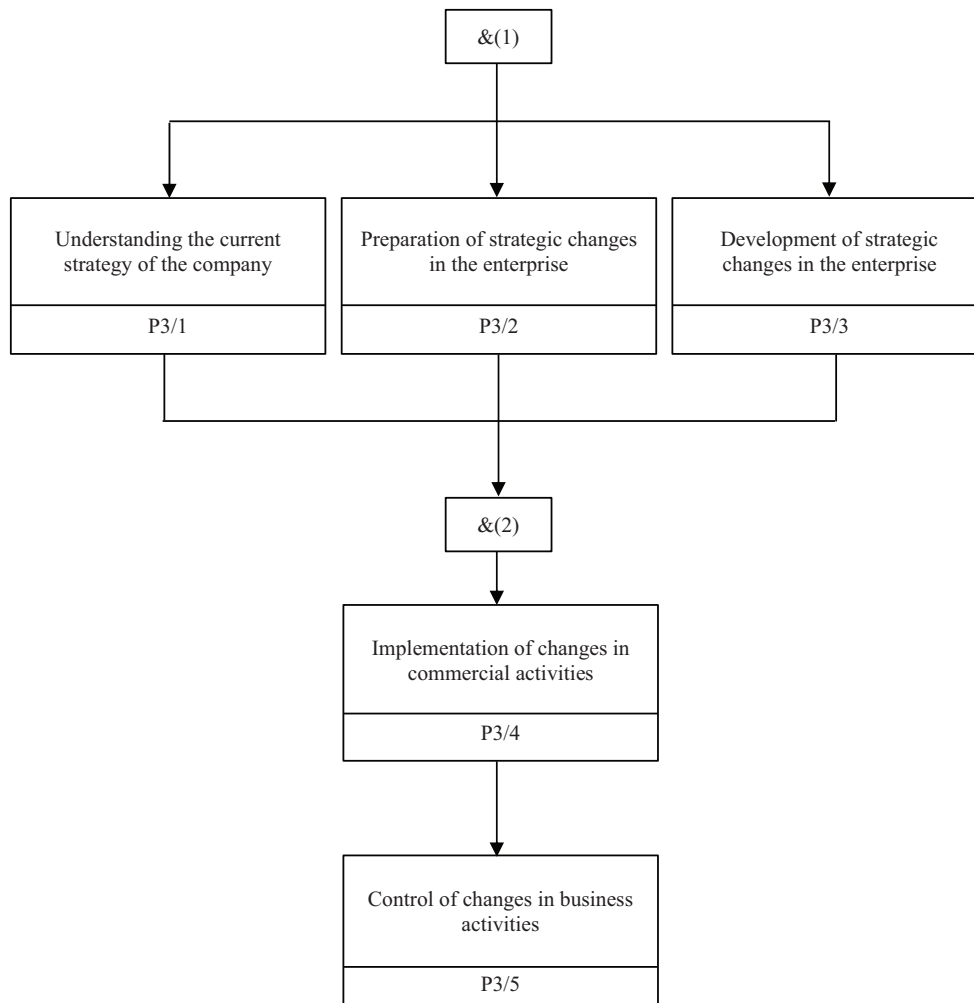 &(1)
Understanding the current
strategy of the company
P3/1
Preparation of strategic changes
in the enterprise
P3/2
Development of strategic
changes in the enterprise
P3/3
&(2)
Implementation of changes in
commercial activities
P3/4
Control of changes in business
activities
P3/5